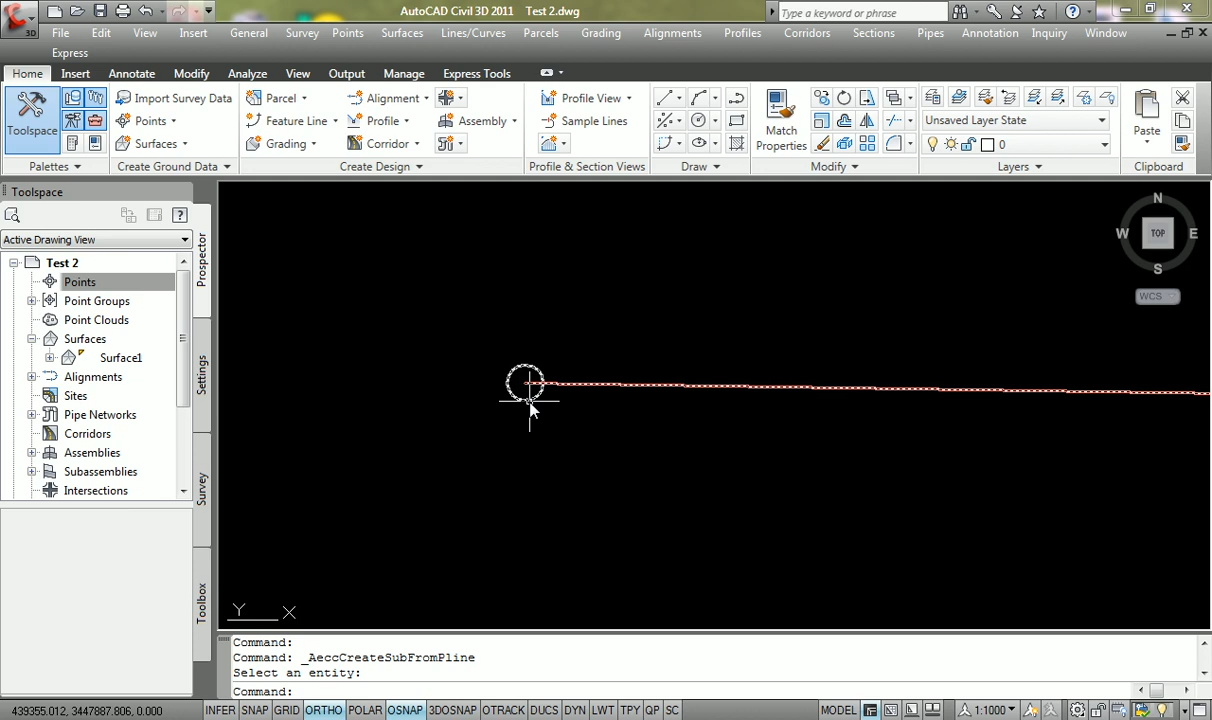 AutoCAD Civil 3D 2011 Test 2.dwg
Type a keyword or phrase
3D
File Edit View Insert General Survey Points Surfaces Lines/Curves Parcels Grading Alignments Profiles Corridors Sections Pipes Annotation Inquiry Window
Express
Home Insert Annotate Modify Analyze View Output Manage Express Tools
Toolspace
Import Survey Data
Points
Surfaces
Parcel
Feature Line
Grading
Alignment
Profile
Corridor
Assembly
Profile View
Sample Lines
Match
Properties
Unsaved Layer State
0
Paste
Palettes Create Ground Data Create Design Profile & Section Views Draw Modify Layers Clipboard
Toolspace
Active Drawing View
Test 2
Points
Point Groups
Point Clouds
Surfaces
Surface1
Alignments
Sites
Pipe Networks
Corridors
Assemblies
Subassemblies
Intersections
Prospector
Settings
Survey
Toolbox
N
W TOP E
S
WCS
Y X
Command:
Command: _AeccCreateSubFromPline
Select an entity:
Command:
439355.012, 3447887.806, 0.000 INFER SNAP GRID ORTHO POLAR OSNAP 3DOSNAP OTRACK DUCS DYN LWT TPY QP SC MODEL 1:1000